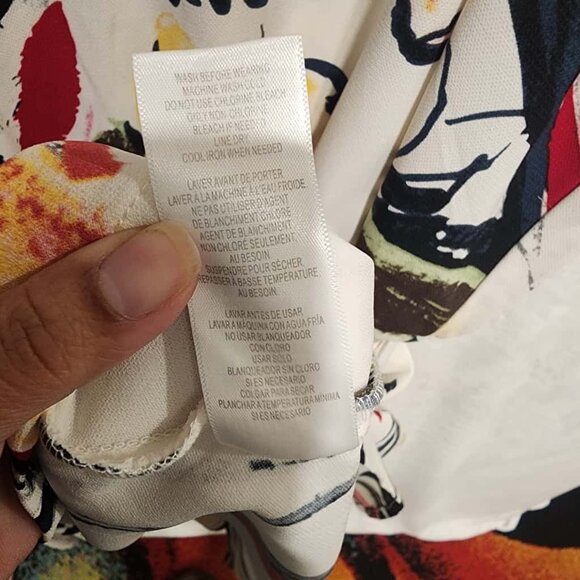 WASH BEFORE WEARING
MACHINE WASH COLD
DO NOT USE CHLORINE BLEACH
ONLY NON-CHLORINE
BLEACH IF NEEDED
LINE DRY
COOL IRON WHEN NEEDED
LAVER AVANT DE PORTER
LAVER A LA MACHINE À L'EAU FROIDE
NE PAS UTILISER D'AGENT
DE BLANCHIMENT CHLORÉ
AGENT DE BLANCHIMENT
NON CHLORÉ SEULEMENT
AU BESOIN
SUSPENDRE POUR SÉCHER
REPASSER À BASSE TEMPERATURE
AU BESOIN
LAVAR ANTES DE USAR
LAVAR A MAQUINA CON AGUA FRÍA
NO USAR BLANQUEADOR
CON CLORO
USAR SOLO
BLANQUEADOR SIN CLORO
SI ES NECESARIO
COLGAR PARA SECAR
PLANCHAR A TEMPERATURA MINIMA
SI ES NECESARIO